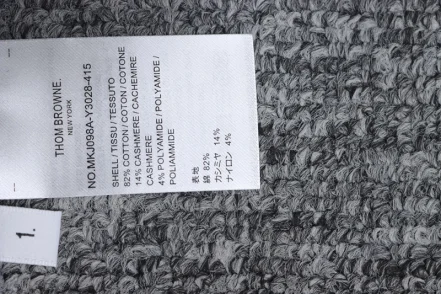 THOM BROWNE.
NEW YORK
NO.MKJ098A-Y3028-415
SHELL / TISSU / TESSUTO
82% COTTON / COTON / COTONE
14% CASHMERE / CACHEMIRE
CASHMERE
4% POLYAMIDE / POLYAMIDE /
POLIAMMIDE
表地
綿 82%
カシミヤ 14%
ナイロン 4%
1.